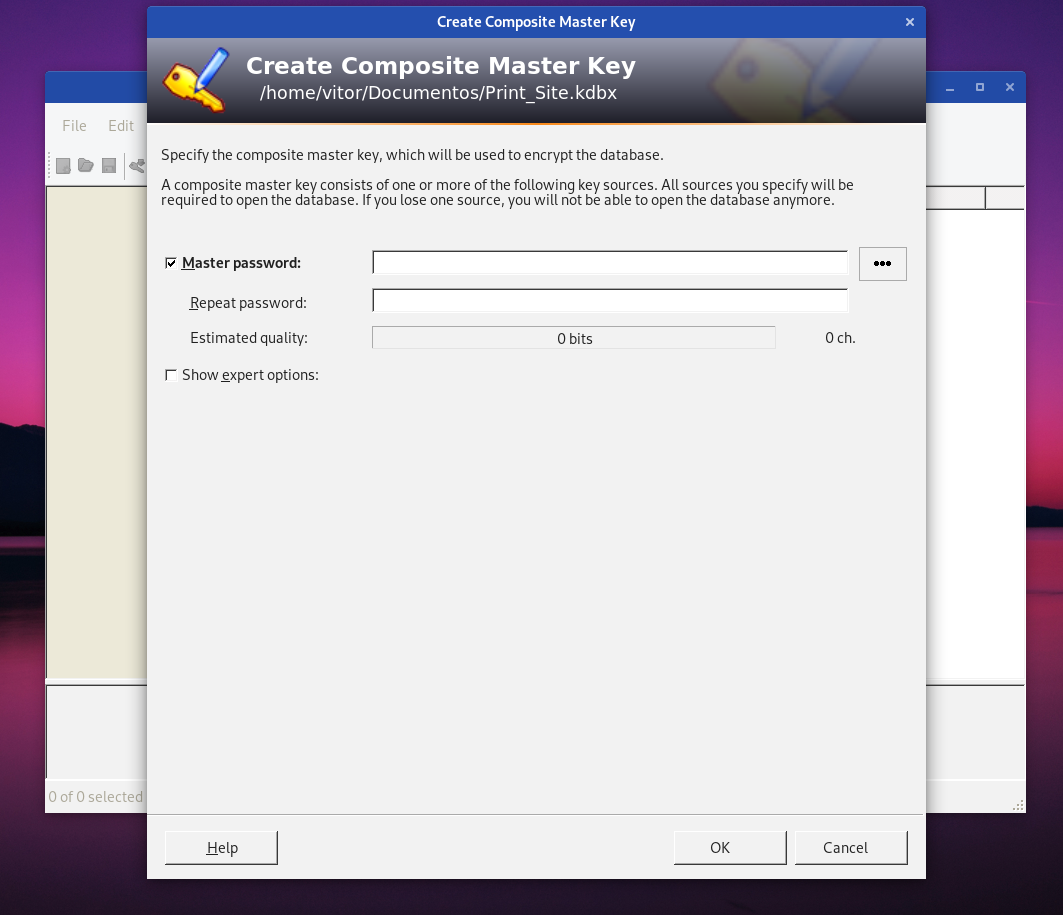 Create Composite Master Key
Create Composite Master Key
/home/vitor/Documentos/Print_Site.kdbx
File Edit
Specify the composite master key, which will be used to encrypt the database.
A composite master key consists of one or more of the following key sources. All sources you specify will be
required to open the database. If you lose one source, you will not be able to open the database anymore.
Master password:
Repeat password:
Estimated quality: 0 bits 0 ch.
Show expert options:
0 of 0 selected
Help OK Cancel